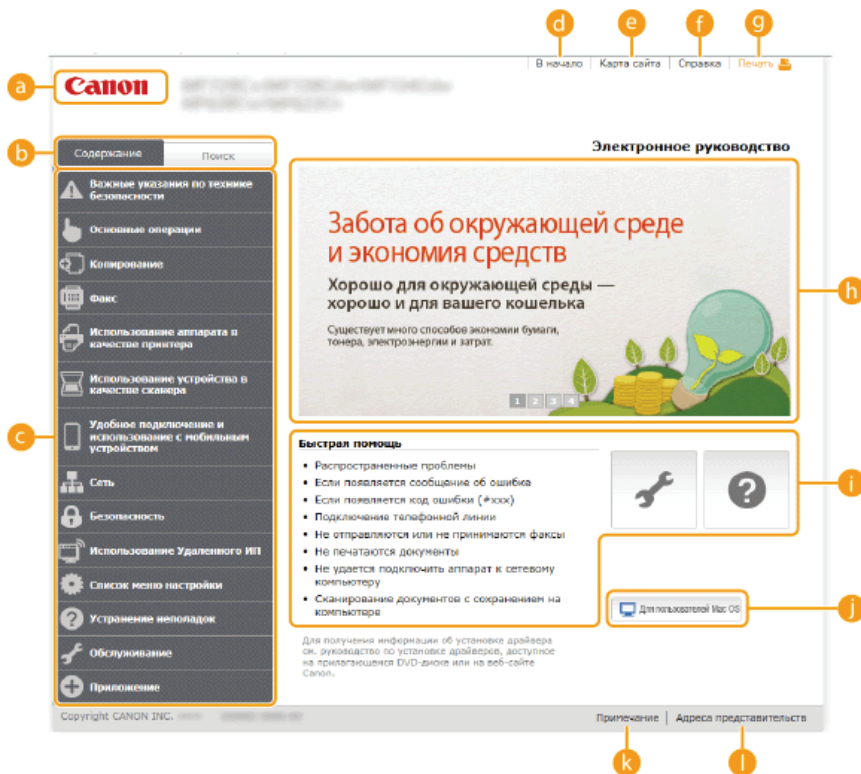 d e f g
В начало | Карта сайта | Справка | Печать
a Canon
b Содержание Поиск
Электронное руководство
c
Важные указания по технике
безопасности
Основные операции
Копирование
Факс
Использование аппарата в
качестве принтера
Использование устройства в
качестве сканера
Удобное подключение и
использование с мобильным
устройством
Сеть
Безопасность
Использование Удаленного ИП
Список меню настройки
Устранение неполадок
Обслуживание
Приложение
Забота об окружающей среде
и экономия средств
Хорошо для окружающей среды —
хорошо и для вашего кошелька
Существует много способов экономии бумаги,
тонера, электроэнергии и затрат.
1 2 3 4
h
Быстрая помощь
• Распространенные проблемы
• Если появляется сообщение об ошибке
• Если появляется код ошибки (#xxx)
• Подключение телефонной линии
• Не отправляются или не принимаются факсы
• Не печатаются документы
• Не удается подключить аппарат к сетевому
компьютеру
• Сканирование документов с сохранением на
компьютере
i
Для пользователей Mac OS
j
Для получения информации об установке драйвера
см. руководство по установке драйверов, доступное
на прилагающемся DVD-диске или на веб-сайте
Canon.
Copyright CANON INC.
Примечание | Адреса представительств
k l